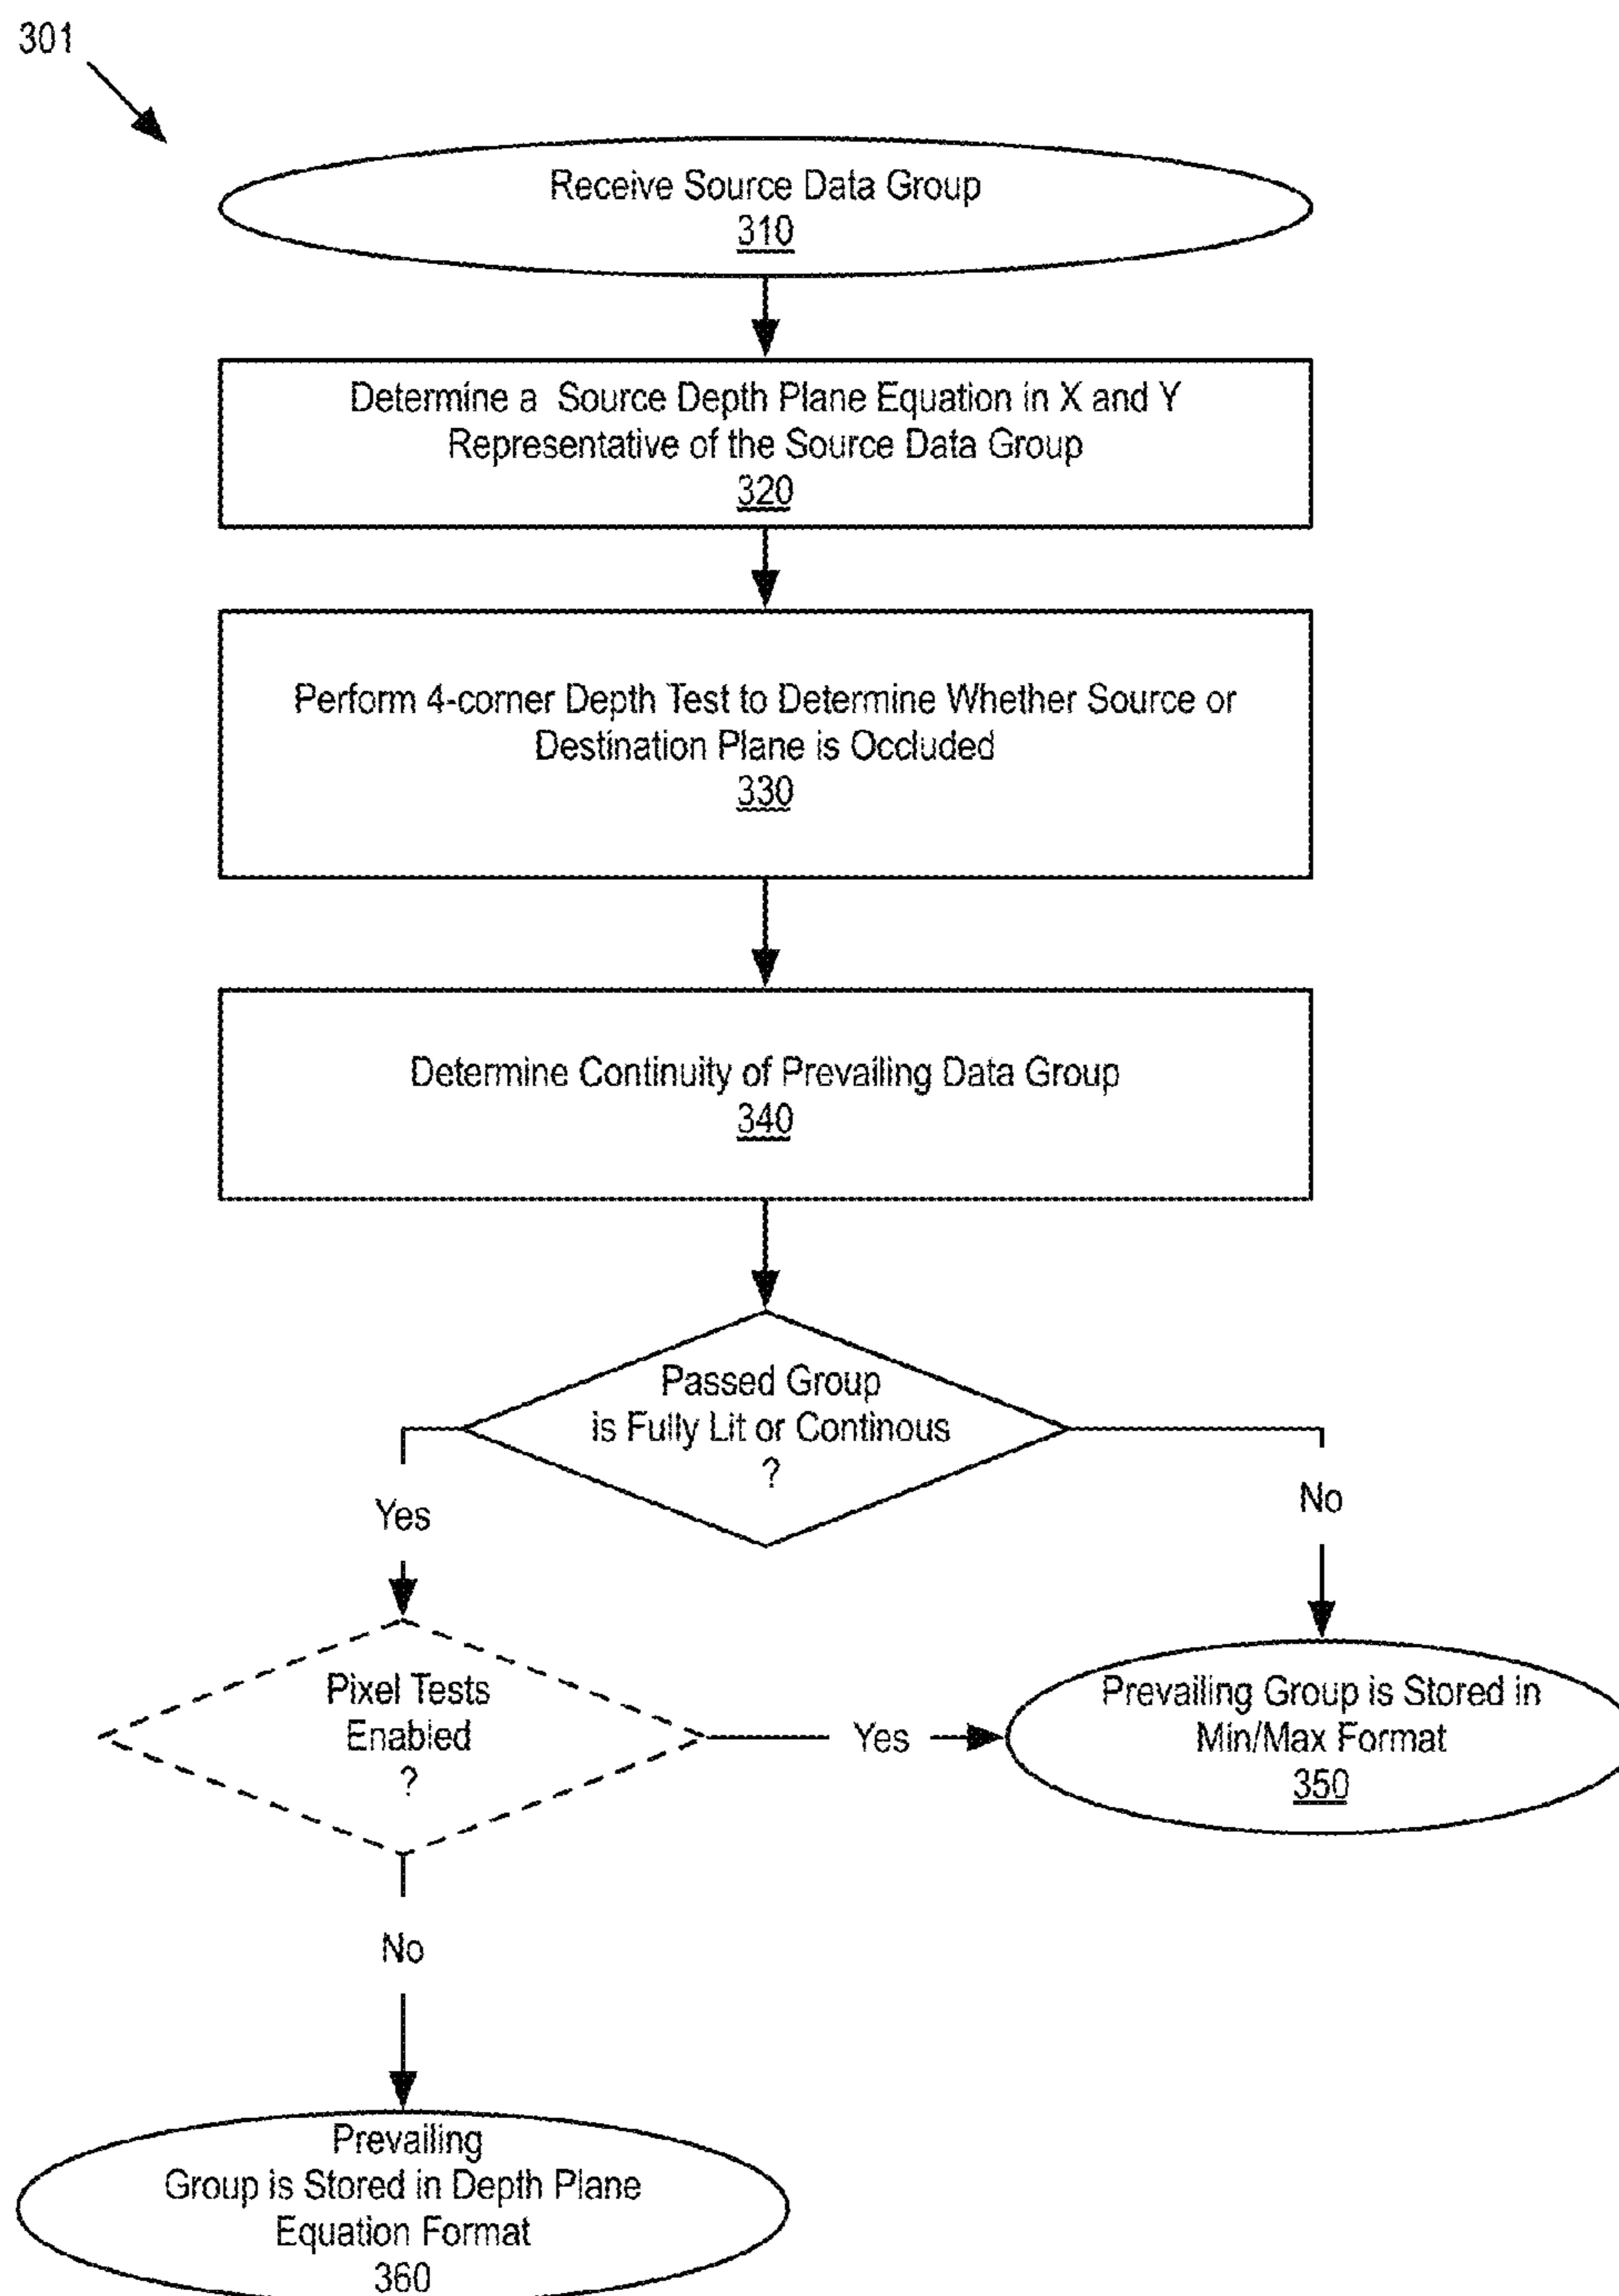 301
Receive Source Data Group
310
Determine a Source Depth Plane Equation in X and Y
Representative of the Source Data Group
320
Perform 4-corner Depth Test to Determine Whether Source or
Destination Plane is Occluded
330
Determine Continuity of Prevailing Data Group
340
Passed Group
is Fully Lit or Continous
?
Yes
No
Pixel Tests
Enabled
?
Yes
Prevailing Group is Stored in
Min/Max Format
350
No
Prevailing
Group is Stored in Depth Plane
Equation Format
360